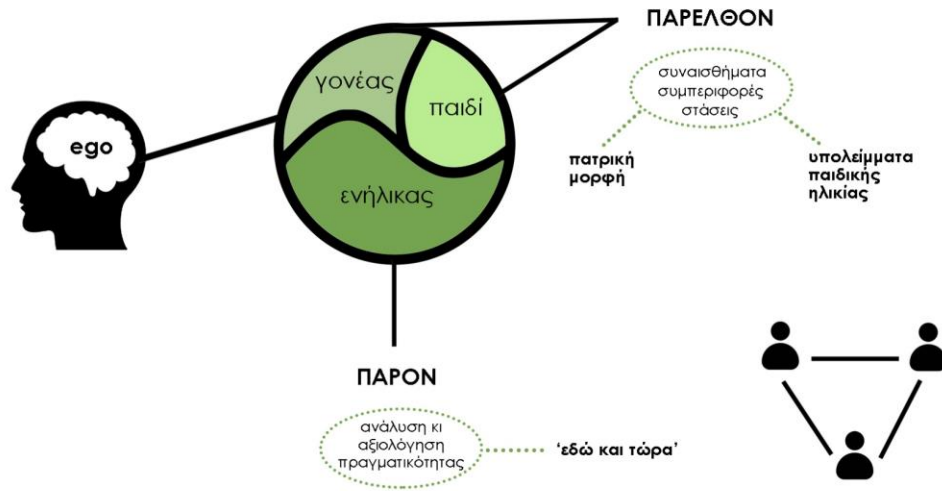 ego
γονέας
παιδί
ενήλικας
ΠΑΡΕΛΘΟΝ
συναισθήματα
συμπεριφορές
στάσεις
πατρική
μορφή
υπολείμματα
παιδικής
ηλικίας
ΠΑΡΟΝ
ανάλυση κι
αξιολόγηση
πραγματικότητας
‘εδώ και τώρα’